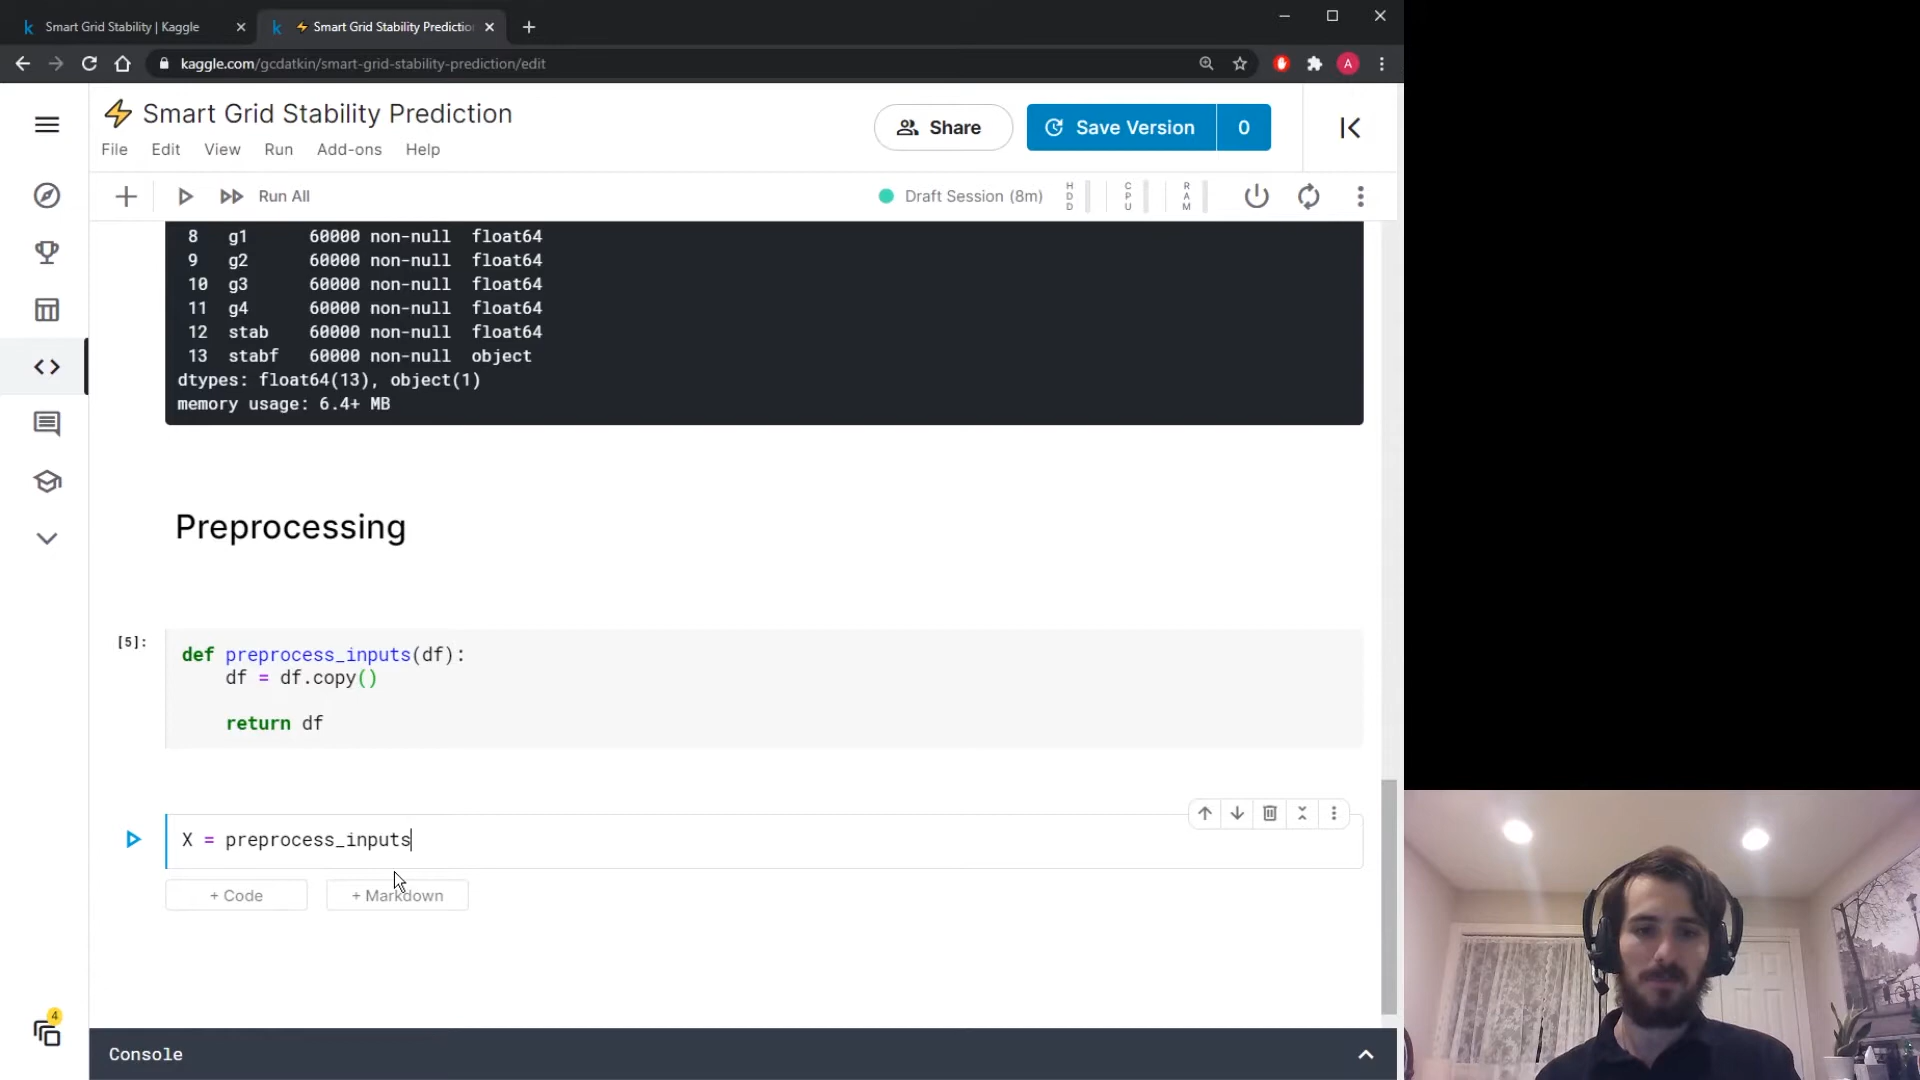 Smart Grid Stability | Kaggle
⚡ Smart Grid Stability Predictio
kaggle.com/gcdatkin/smart-grid-stability-prediction/edit
A
⚡ Smart Grid Stability Prediction
Share
Save Version
0
File Edit View Run Add-ons Help
Run All
Draft Session (8m)
HDD
CPU
RAM
8 g1 60000 non-null float64
9 g2 60000 non-null float64
10 g3 60000 non-null float64
11 g4 60000 non-null float64
12 stab 60000 non-null float64
13 stabf 60000 non-null object
dtypes: float64(13), object(1)
memory usage: 6.4+ MB
Preprocessing
[5]:
def preprocess_inputs(df):
    df = df.copy()
    return df
X = preprocess_inputs
+ Code
+ Markdown
4
Console